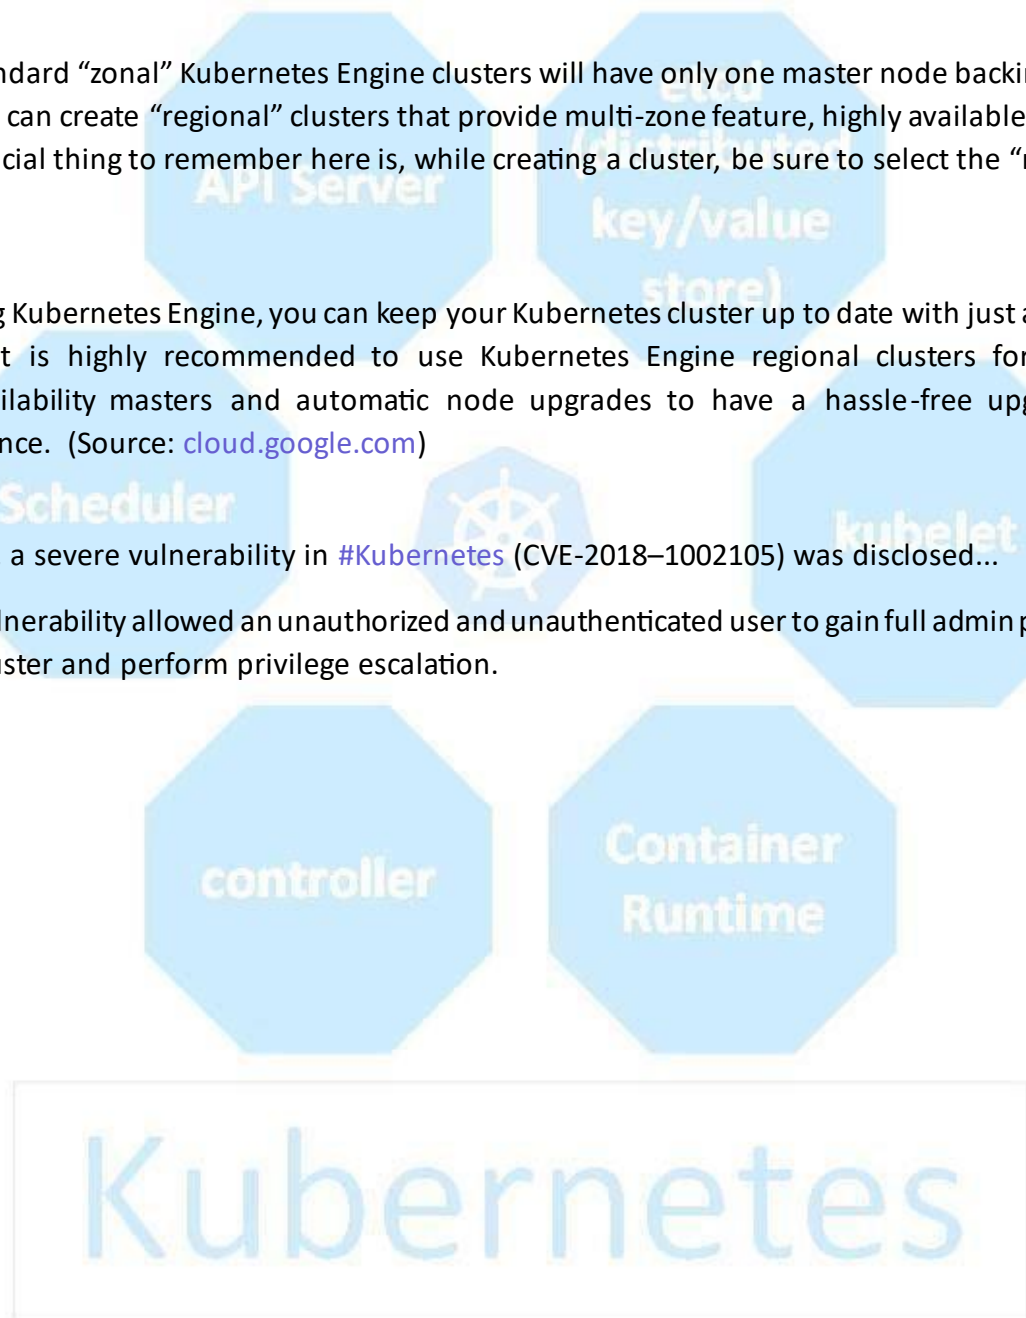 ndard “zonal” Kubernetes Engine clusters will have only one master node backi
can create “regional” clusters that provide multi-zone feature, highly available
cial thing to remember here is, while creating a cluster, be sure to select the “r
API Server
etcd
(distributed
key/value
store)
g Kubernetes Engine, you can keep your Kubernetes cluster up to date with just a
t is highly recommended to use Kubernetes Engine regional clusters for
ilability masters and automatic node upgrades to have a hassle-free upg
nce. (Source: cloud.google.com)
Scheduler
kubelet
a severe vulnerability in #Kubernetes (CVE-2018–1002105) was disclosed...
lnerability allowed an unauthorized and unauthenticated user to gain full admin p
uster and perform privilege escalation.
controller
Container
Runtime
Kubernetes